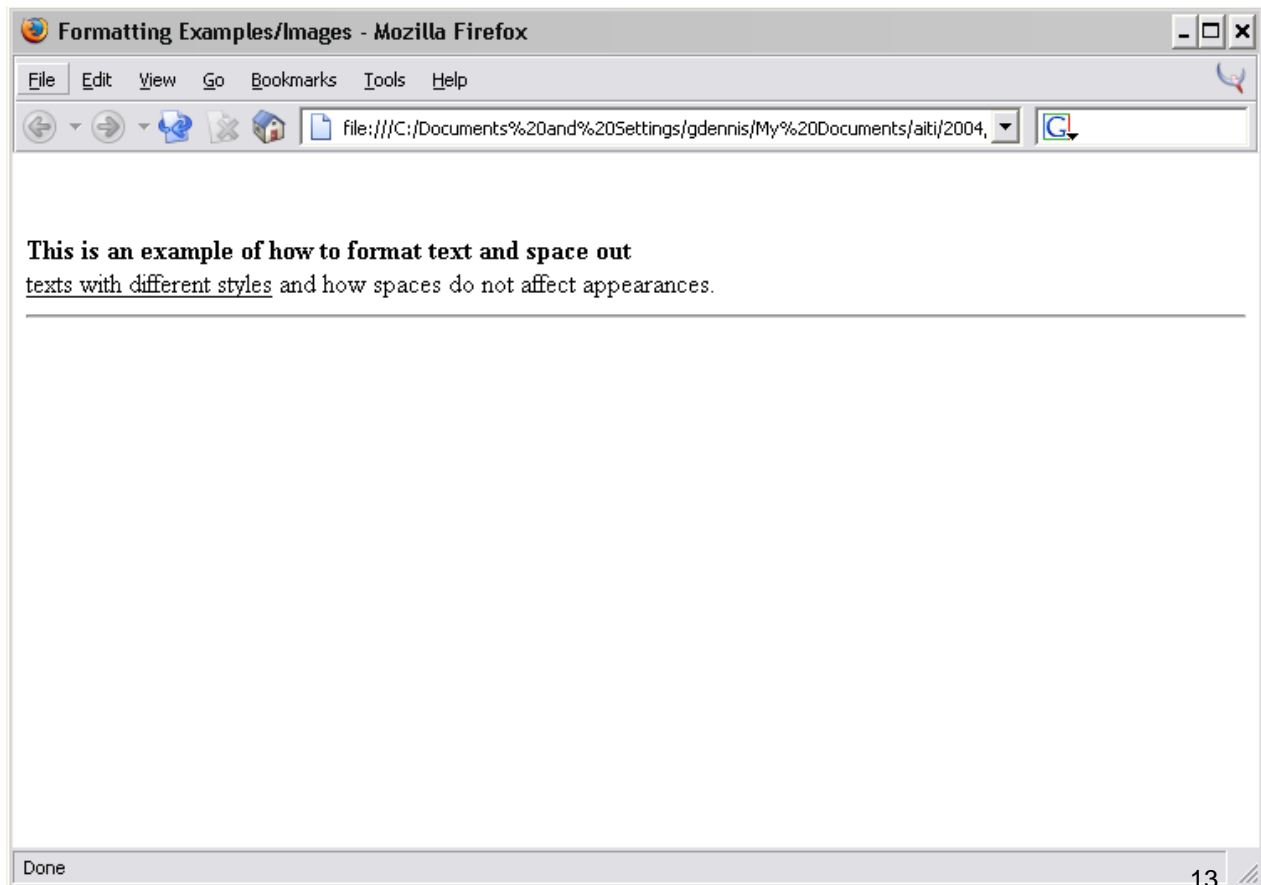 Formatting Examples/Images - Mozilla Firefox
File Edit View Go Bookmarks Tools Help
file:///C:/Documents%20and%20Settings/gdennis/My%20Documents/aiti/2004, G
This is an example of how to format text and space out
texts with different styles and how spaces do not affect appearances.
Done
13